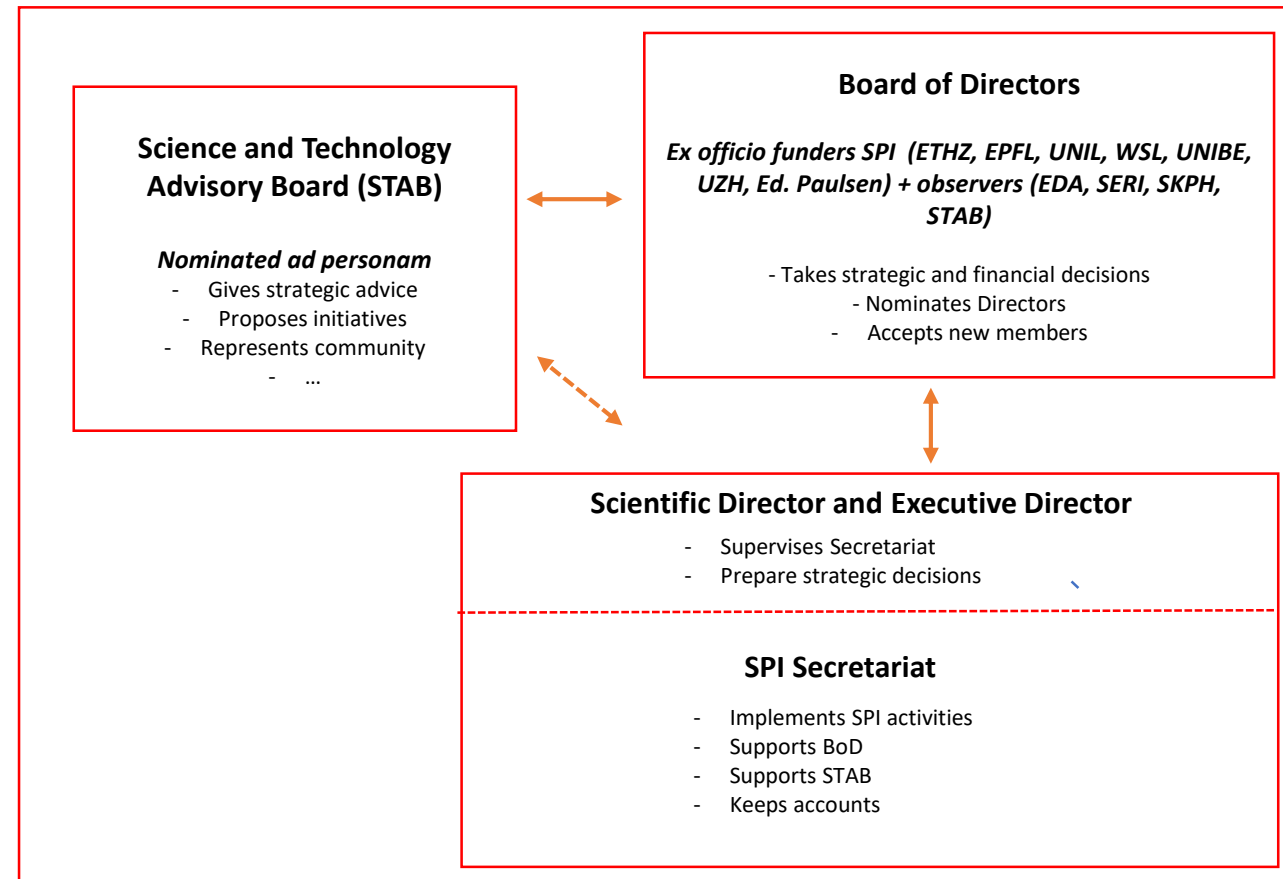 Science and Technology
Advisory Board (STAB)
Nominated ad personam
- Gives strategic advice
- Proposes initiatives
- Represents community
- ...
Board of Directors
Ex officio funders SPI (ETHZ, EPFL, UNIL, WSL, UNIBE,
UZH, Ed. Paulsen) + observers (EDA, SERI, SKPH,
STAB)
- Takes strategic and financial decisions
- Nominates Directors
- Accepts new members
Scientific Director and Executive Director
- Supervises Secretariat
- Prepare strategic decisions
SPI Secretariat
- Implements SPI activities
- Supports BoD
- Supports STAB
- Keeps accounts